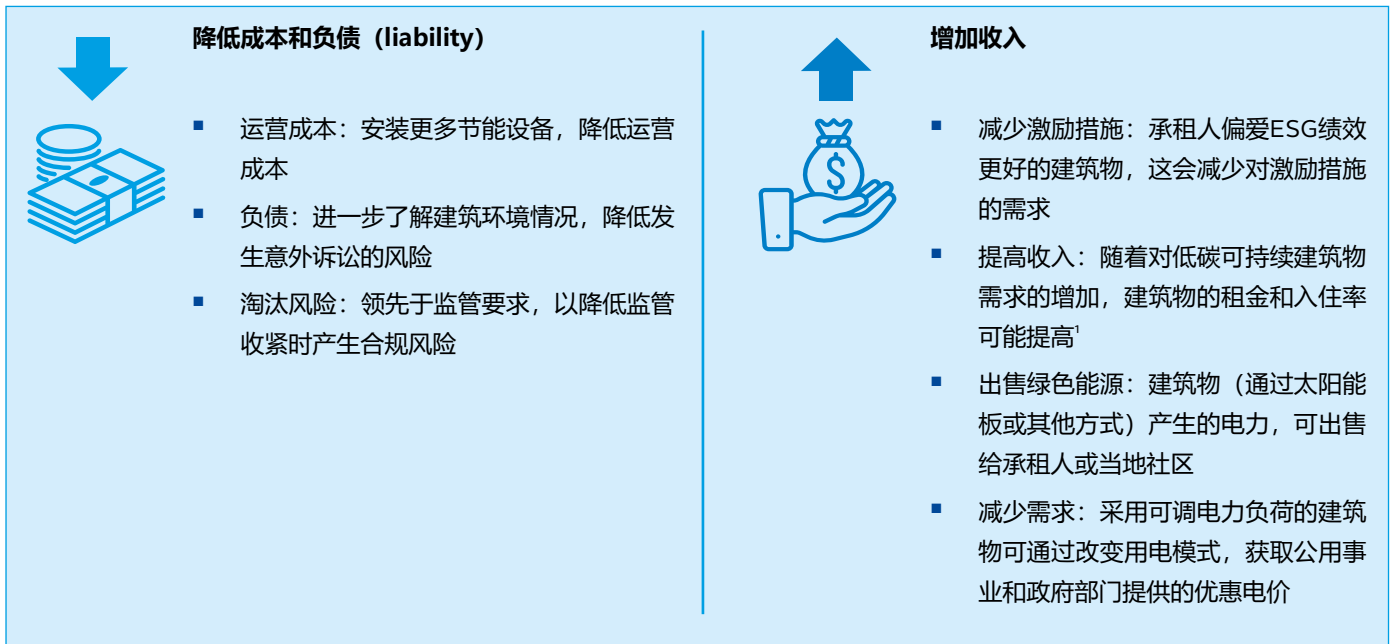 降低成本和负债（liability）
■ 运营成本：安装更多节能设备，降低运营
成本
■ 负债：进一步了解建筑环境情况，降低发
生意外诉讼的风险
■ 淘汰风险：领先于监管要求，以降低监管
收紧时产生合规风险
$
增加收入
■ 减少激励措施：承租人偏爱ESG绩效
更好的建筑物，这会减少对激励措施
的需求
■ 提高收入：随着对低碳可持续建筑物
需求的增加，建筑物的租金和入住率
可能提高¹
■ 出售绿色能源：建筑物（通过太阳能
板或其他方式）产生的电力，可出售
给承租人或当地社区
■ 减少需求：采用可调电力负荷的建筑
物可通过改变用电模式，获取公用事
业和政府部门提供的优惠电价